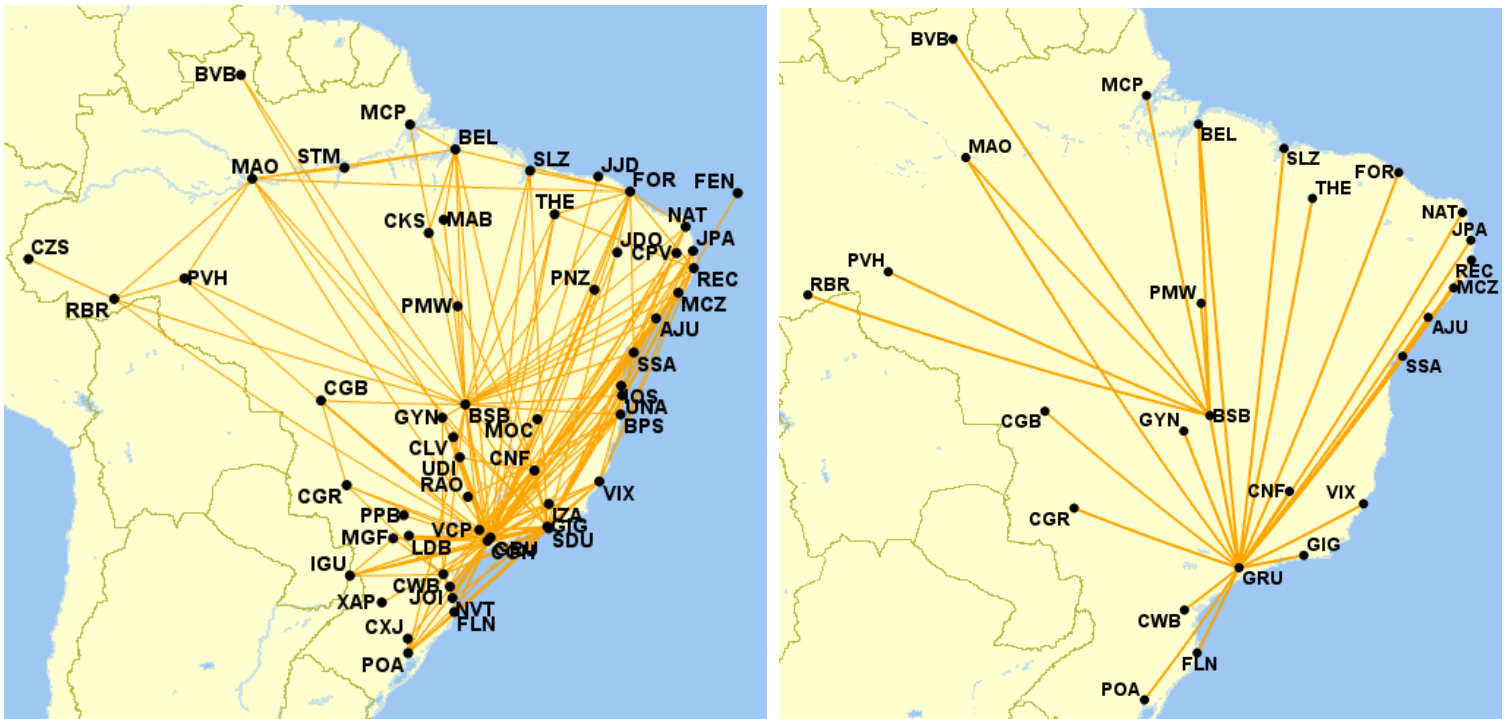 BVB
MCP
BEL
STM
MAO
SLZ
JJD
FOR
FEN
THE
CKS
MAB
NAT
CZS
JDO
CPV
JPA
PVH
PNZ
REC
RBR
PMW
MCZ
AJU
SSA
CGB
IOS
UNA
GYN
BSB
MOC
BPS
CLV
CNF
UDI
RAO
CGR
VIX
PPB
IZA
VCP
GIG
MGF
LDB
GRU
CGH
SDU
IGU
CWB
JOI
XAP
NVT
CXJ
FLN
POA
BVB
MCP
BEL
MAO
SLZ
THE
FOR
NAT
JPA
PVH
REC
RBR
PMW
MCZ
AJU
SSA
CGB
GYN
BSB
CNF
VIX
CGR
GIG
GRU
CWB
FLN
POA